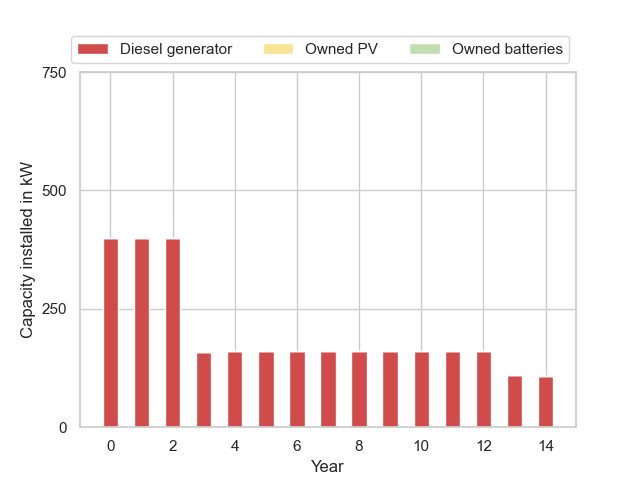 Diesel generator Owned PV Owned batteries
750
500
250
0
Capacity installed in kW
0 2 4 6 8 10 12 14
Year